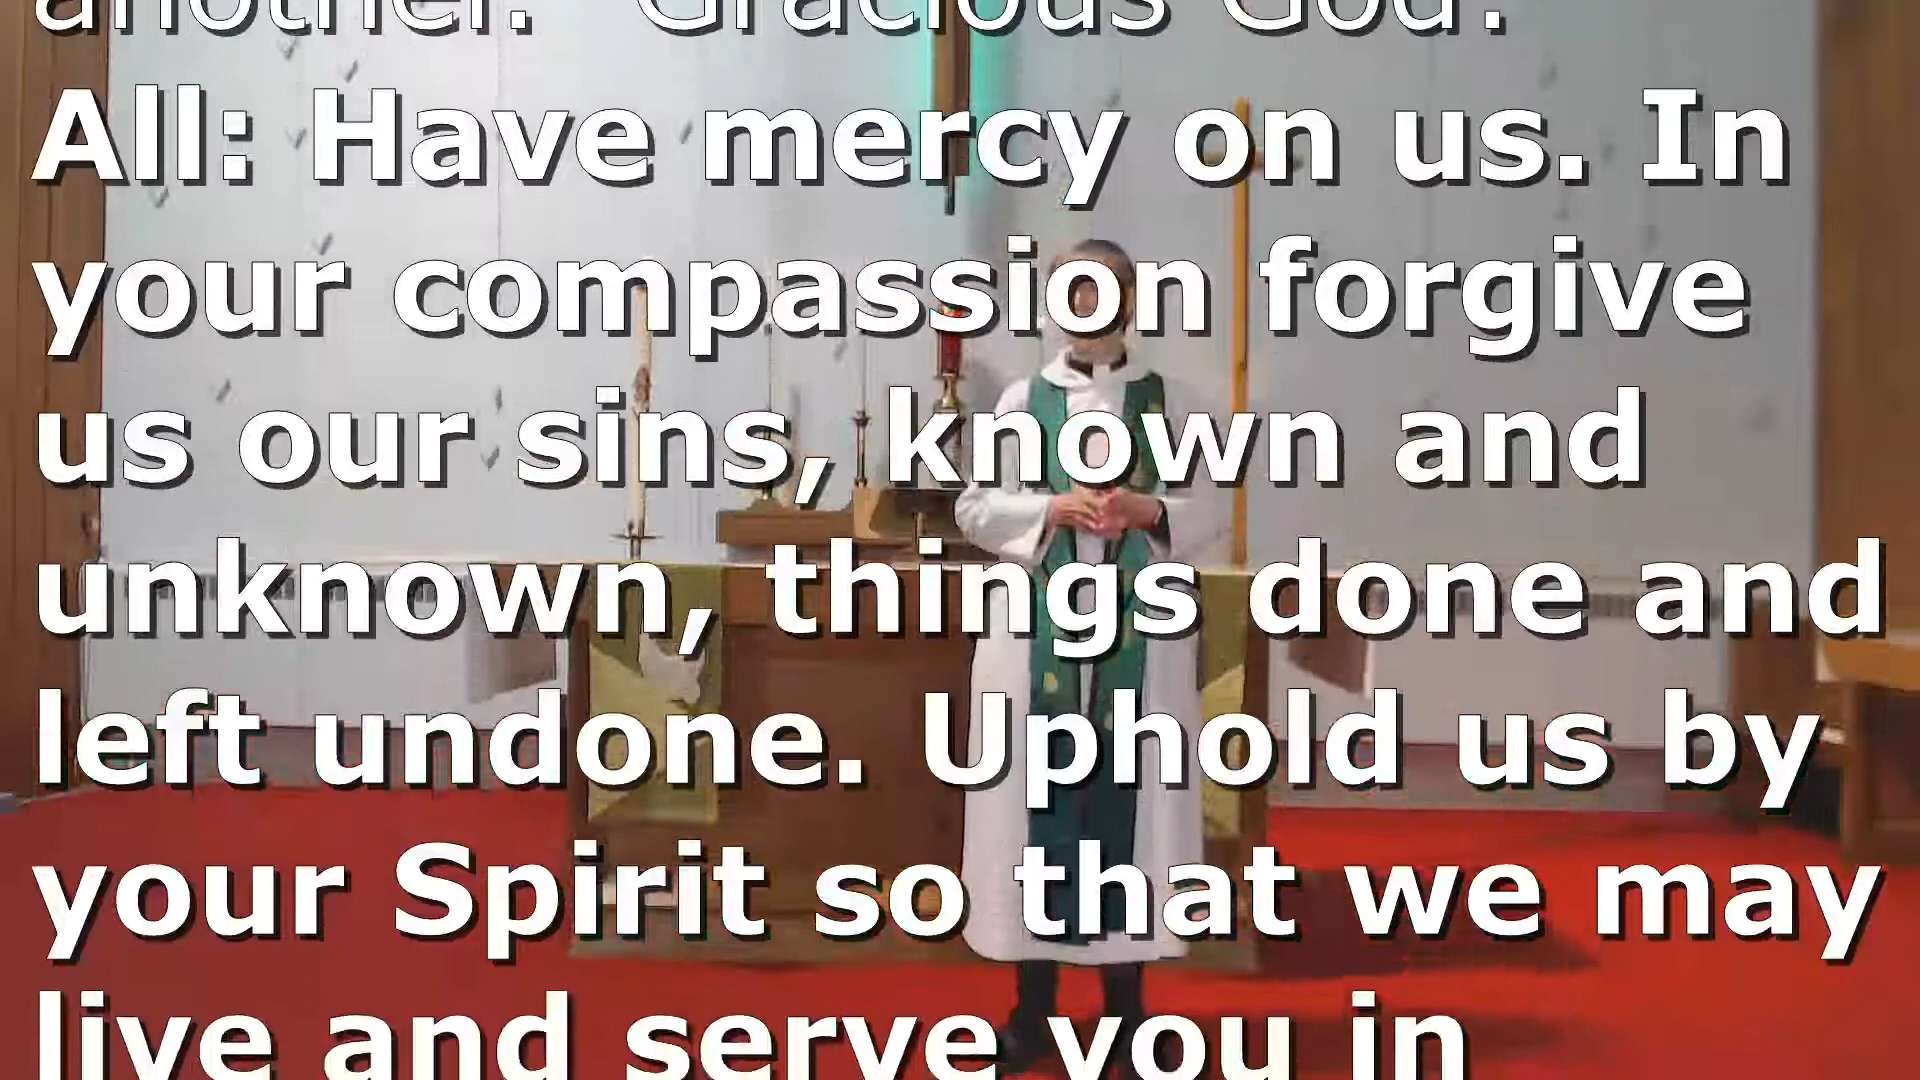 another. Gracious God:
All: Have mercy on us. In
your compassion forgive
us our sins, known and
unknown, things done and
left undone. Uphold us by
your Spirit so that we may
live and serve you in